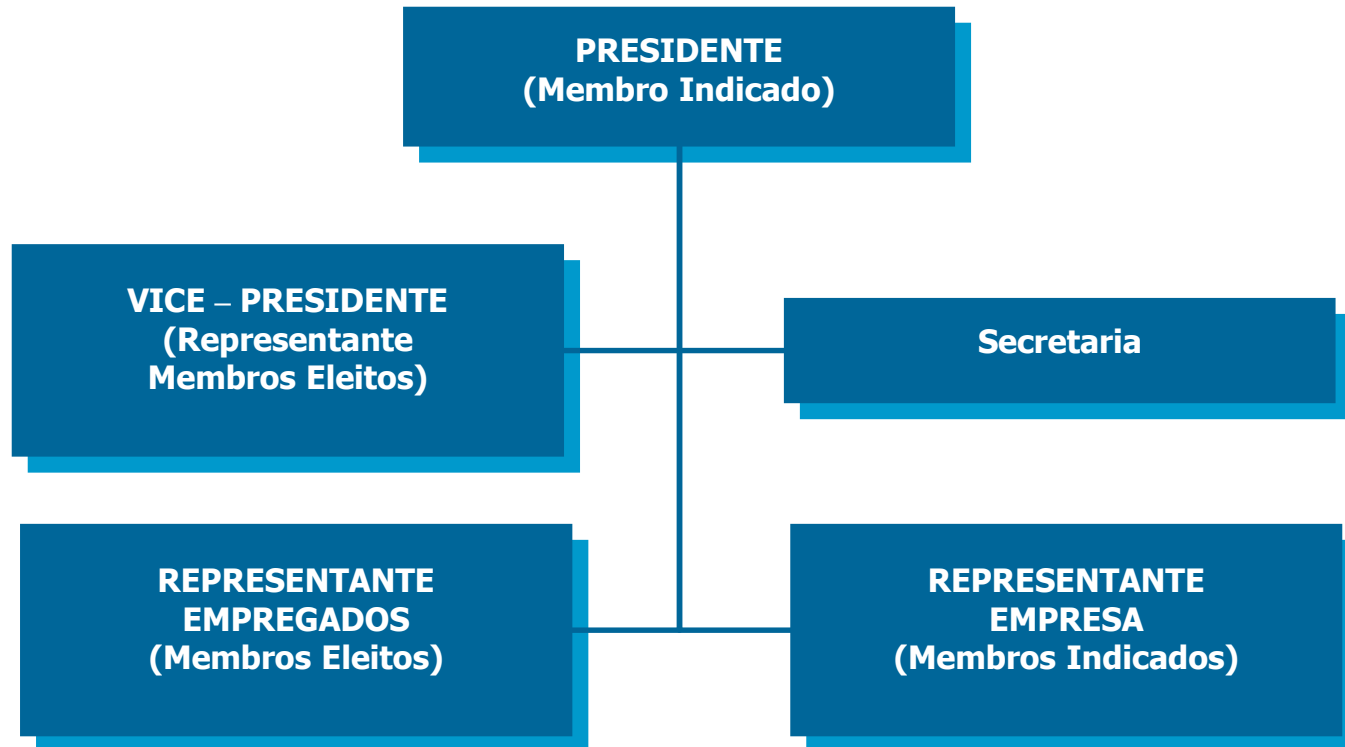 PRESIDENTE
(Membro Indicado)
VICE – PRESIDENTE
(Representante
Membros Eleitos)
Secretaria
REPRESENTANTE
EMPREGADOS
(Membros Eleitos)
REPRESENTANTE
EMPRESA
(Membros Indicados)